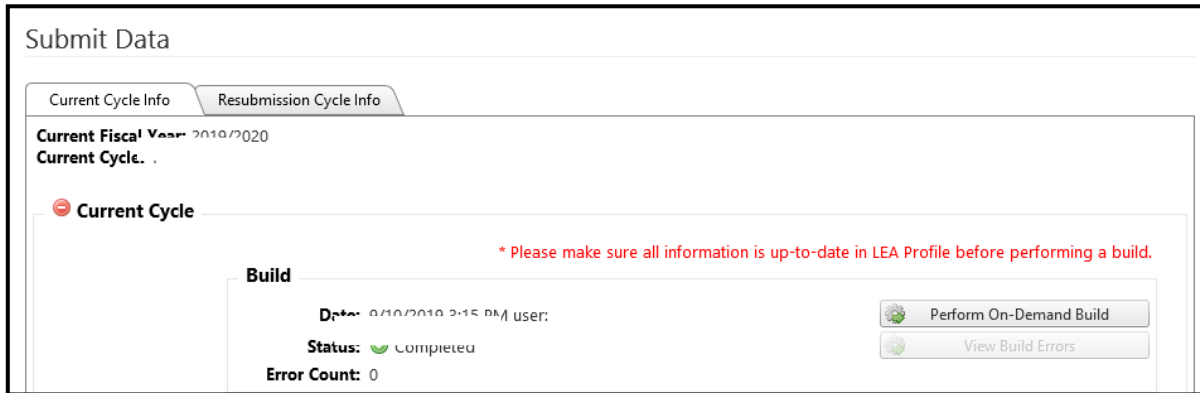 Submit Data
Current Cycle Info Resubmission Cycle Info
Current Fiscal Year: 2019/2020
Current Cycle.
Current Cycle
* Please make sure all information is up-to-date in LEA Profile before performing a build.
Build
Date: 9/10/2019 3:15 PM user:
Perform On-Demand Build
Status: Completed
View Build Errors
Error Count: 0